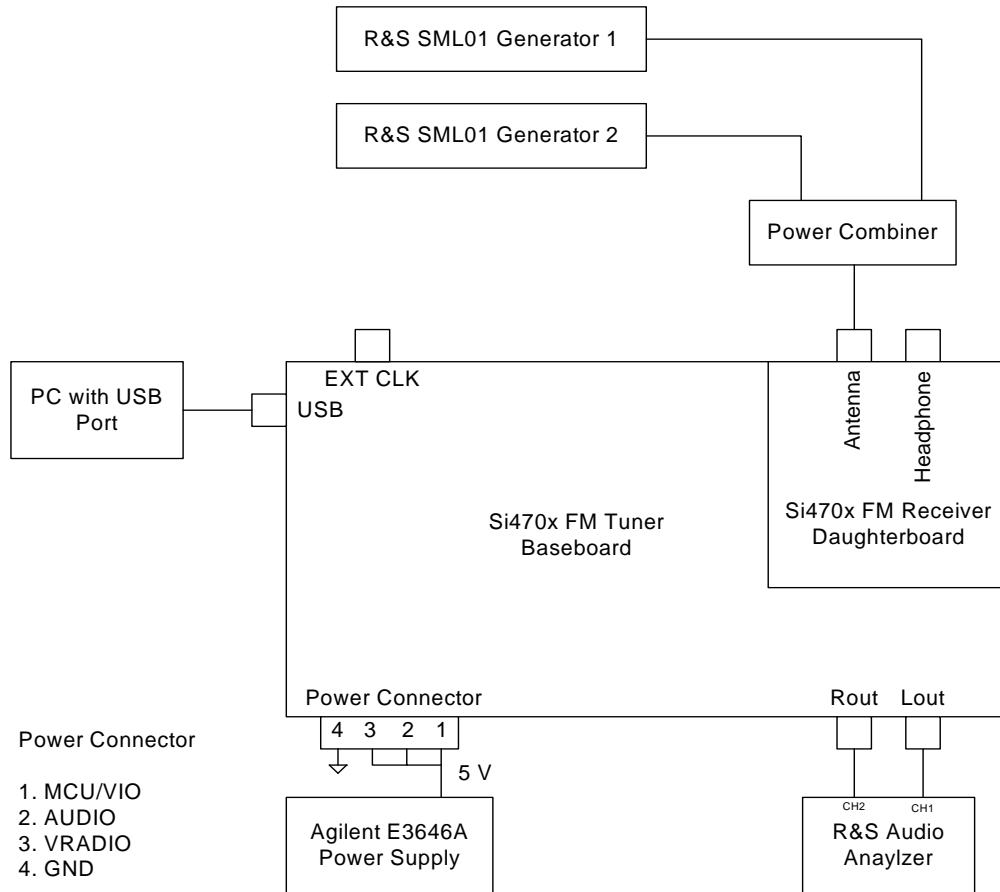 R&S SML01 Generator 1
R&S SML01 Generator 2
Power Combiner
PC with USB
Port
EXT CLK
USB
Antenna
Headphone
Si470x FM Tuner
Baseboard
Si470x FM Receiver
Daughterboard
Power Connector
4 3 2 1
Rout Lout
5 V
Power Connector
1. MCU/VIO
2. AUDIO
3. VRADIO
4. GND
Agilent E3646A
Power Supply
CH2 CH1
R&S Audio
Anaylzer